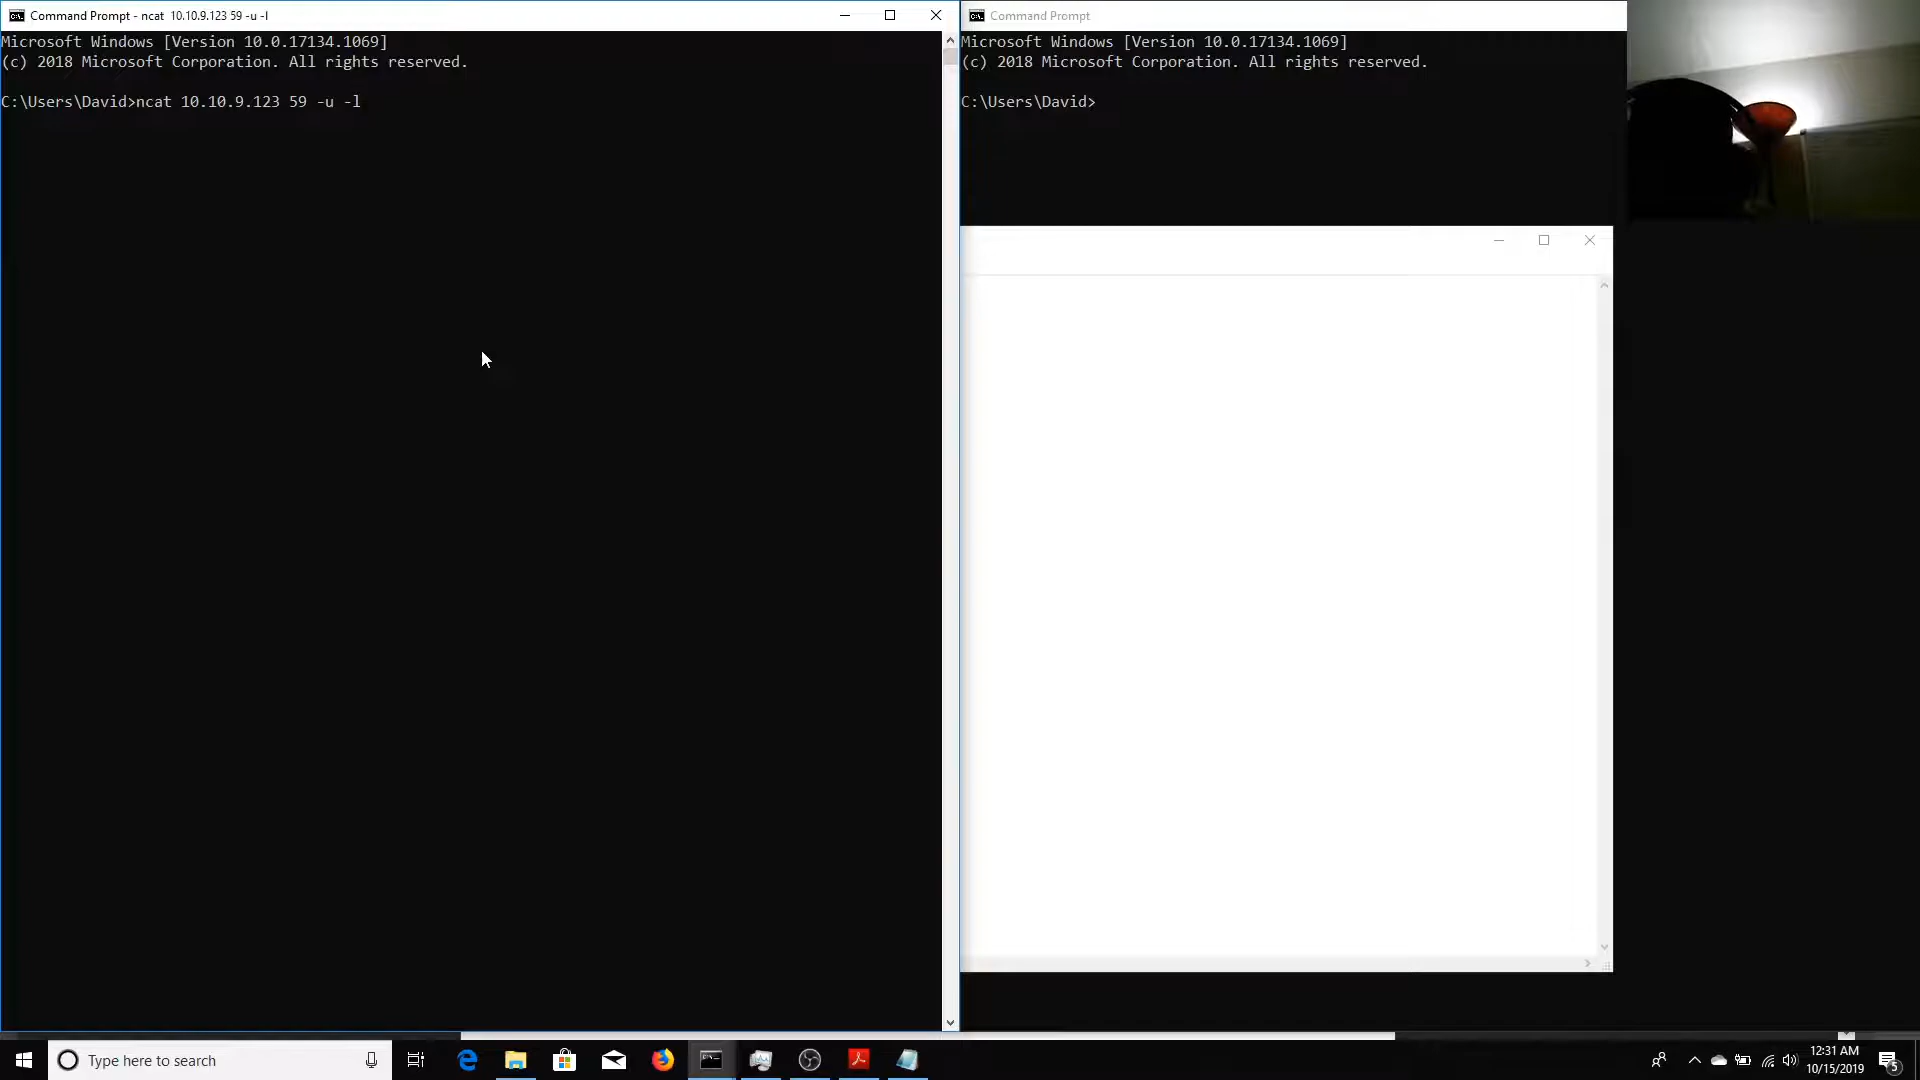 Command Prompt - ncat  10.10.9.123 59 -u -l
Microsoft Windows [Version 10.0.17134.1069]
(c) 2018 Microsoft Corporation. All rights reserved.
C:\Users\David>ncat 10.10.9.123 59 -u -l
Command Prompt
Microsoft Windows [Version 10.0.17134.1069]
(c) 2018 Microsoft Corporation. All rights reserved.
C:\Users\David>
Type here to search
12:31 AM
10/15/2019
5